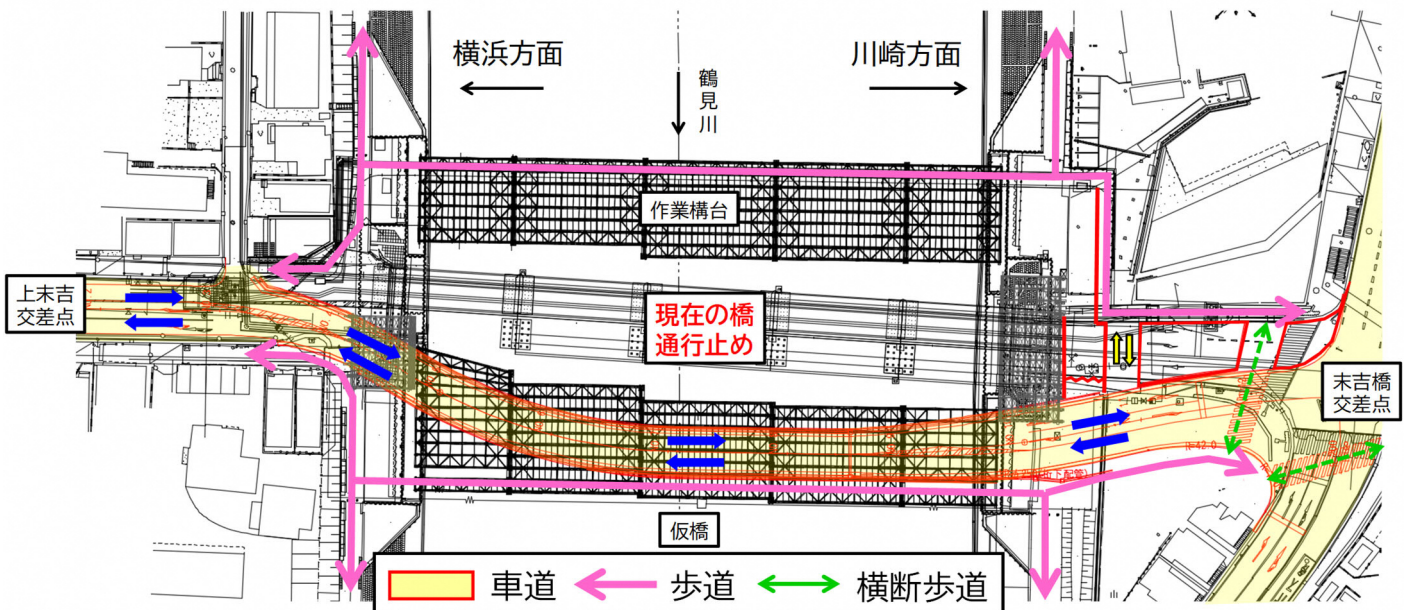 横浜方面
川崎方面
鶴見川
作業構台
上末吉
交差点
現在の橋
通行止め
末吉橋
交差点
R=42.0
仮橋
車道
歩道
横断歩道